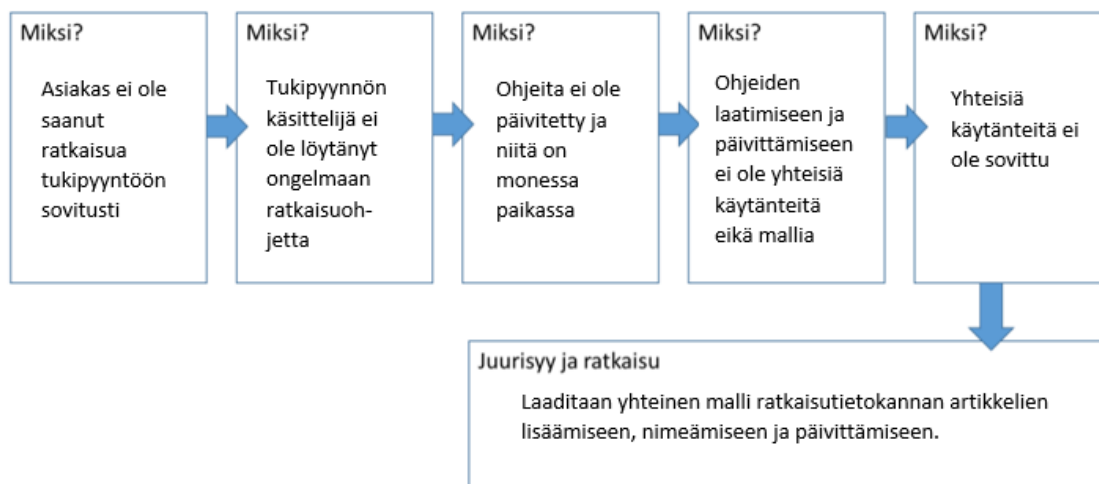 Miksi?
Asiakas ei ole
saanut
ratkaisua
tukipyyntöön
sovitusti
Miksi?
Tukipyynnön
käsittelijä ei
ole löytänyt
ongelmaan
ratkaisuoh-
jetta
Miksi?
Ohjeita ei ole
päivitetty ja
niitä on
monessa
paikassa
Miksi?
Ohjeiden
laatimiseen ja
päivittämiseen
ei ole yhteisiä
käytänteitä
eikä mallia
Miksi?
Yhteisiä
käytänteitä ei
ole sovittu
Juurisyy ja ratkaisu
Laaditaan yhteinen malli ratkaisutietokannan artikkelien
lisäämiseen, nimeämiseen ja päivittämiseen.